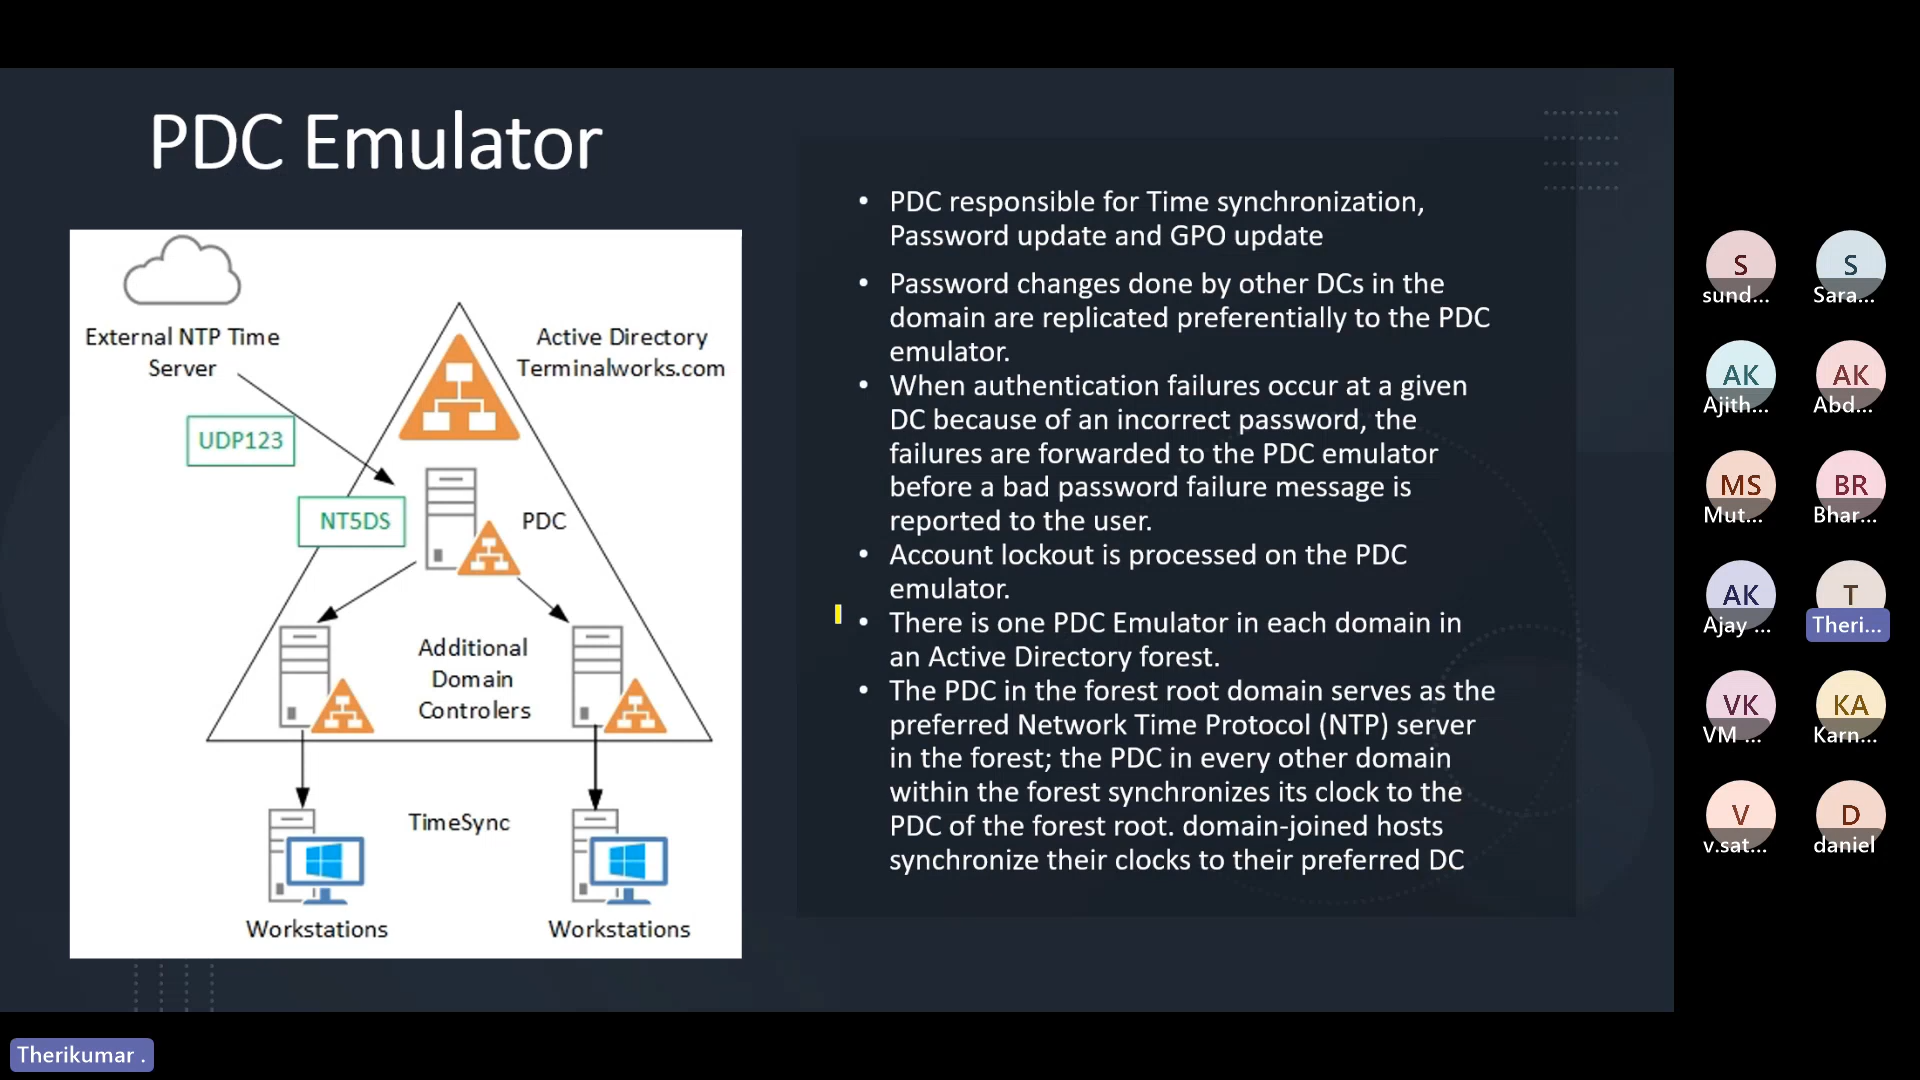 PDC Emulator
External NTP Time
Server
Active Directory
Terminalworks.com
UDP123
NT5DS
PDC
Additional
Domain
Controlers
TimeSync
Workstations
Workstations
• PDC responsible for Time synchronization,
Password update and GPO update
• Password changes done by other DCs in the
domain are replicated preferentially to the PDC
emulator.
• When authentication failures occur at a given
DC because of an incorrect password, the
failures are forwarded to the PDC emulator
before a bad password failure message is
reported to the user.
• Account lockout is processed on the PDC
emulator.
• There is one PDC Emulator in each domain in
an Active Directory forest.
• The PDC in the forest root domain serves as the
preferred Network Time Protocol (NTP) server
in the forest; the PDC in every other domain
within the forest synchronizes its clock to the
PDC of the forest root. domain-joined hosts
synchronize their clocks to their preferred DC
S
sund...
S
Sara...
AK
Ajith...
AK
Abd...
MS
Mut...
BR
Bhar...
AK
Ajay ...
T
Theri...
VK
VM ...
KA
Karn...
V
v.sat...
D
daniel
Therikumar .